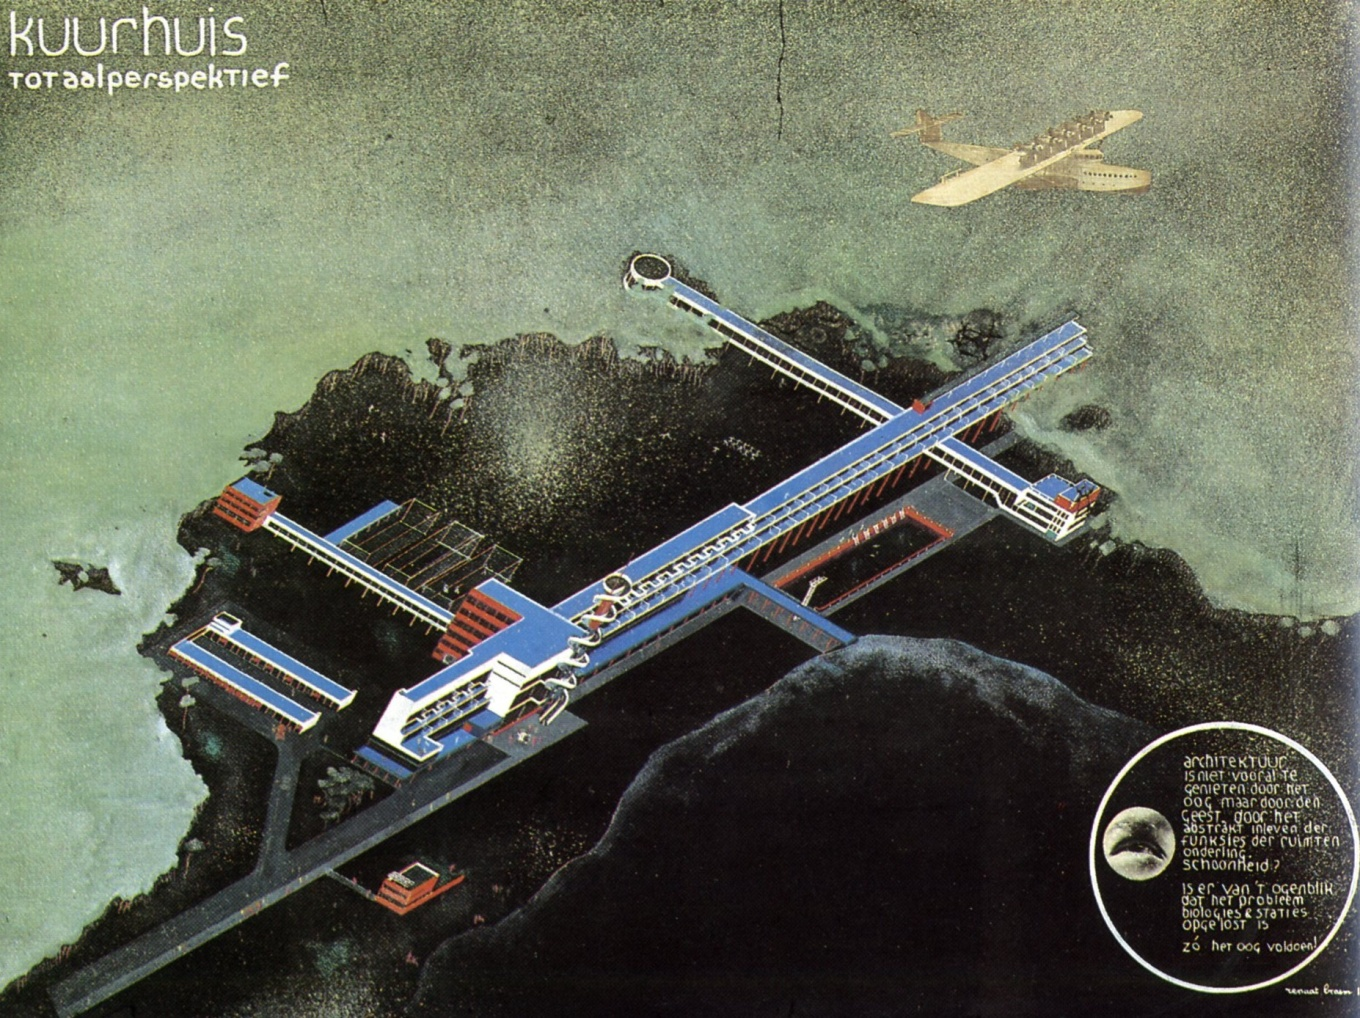 kuurhuis
totaalperspektief
architektuur
is niet vooral te
genieten door het
oog maar door den
geest, door het
abstrakt inleven der
funksies der ruimten
onderling.
schoonheid?
is er van 't ogenblik
dat het probleem
biologies & staties
opgelost is
zó het oog voldoen!
renaat braem